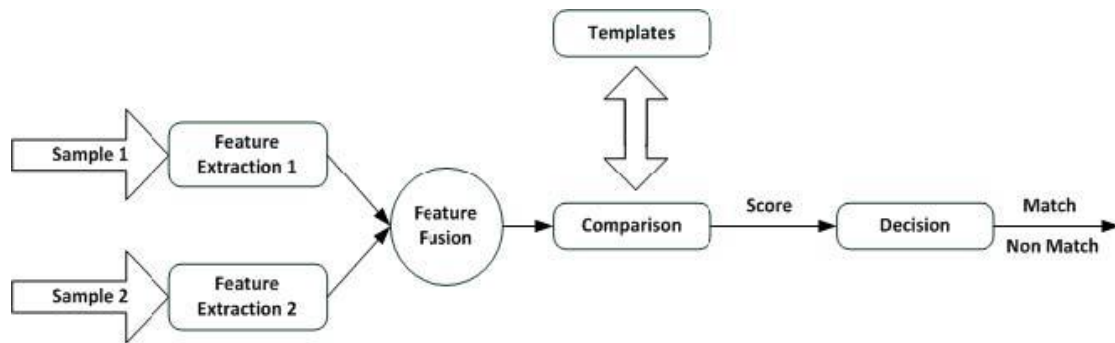 Templates
Sample 1
Feature
Extraction 1
Feature
Fusion
Comparison
Score
Decision
Match
Non Match
Sample 2
Feature
Extraction 2